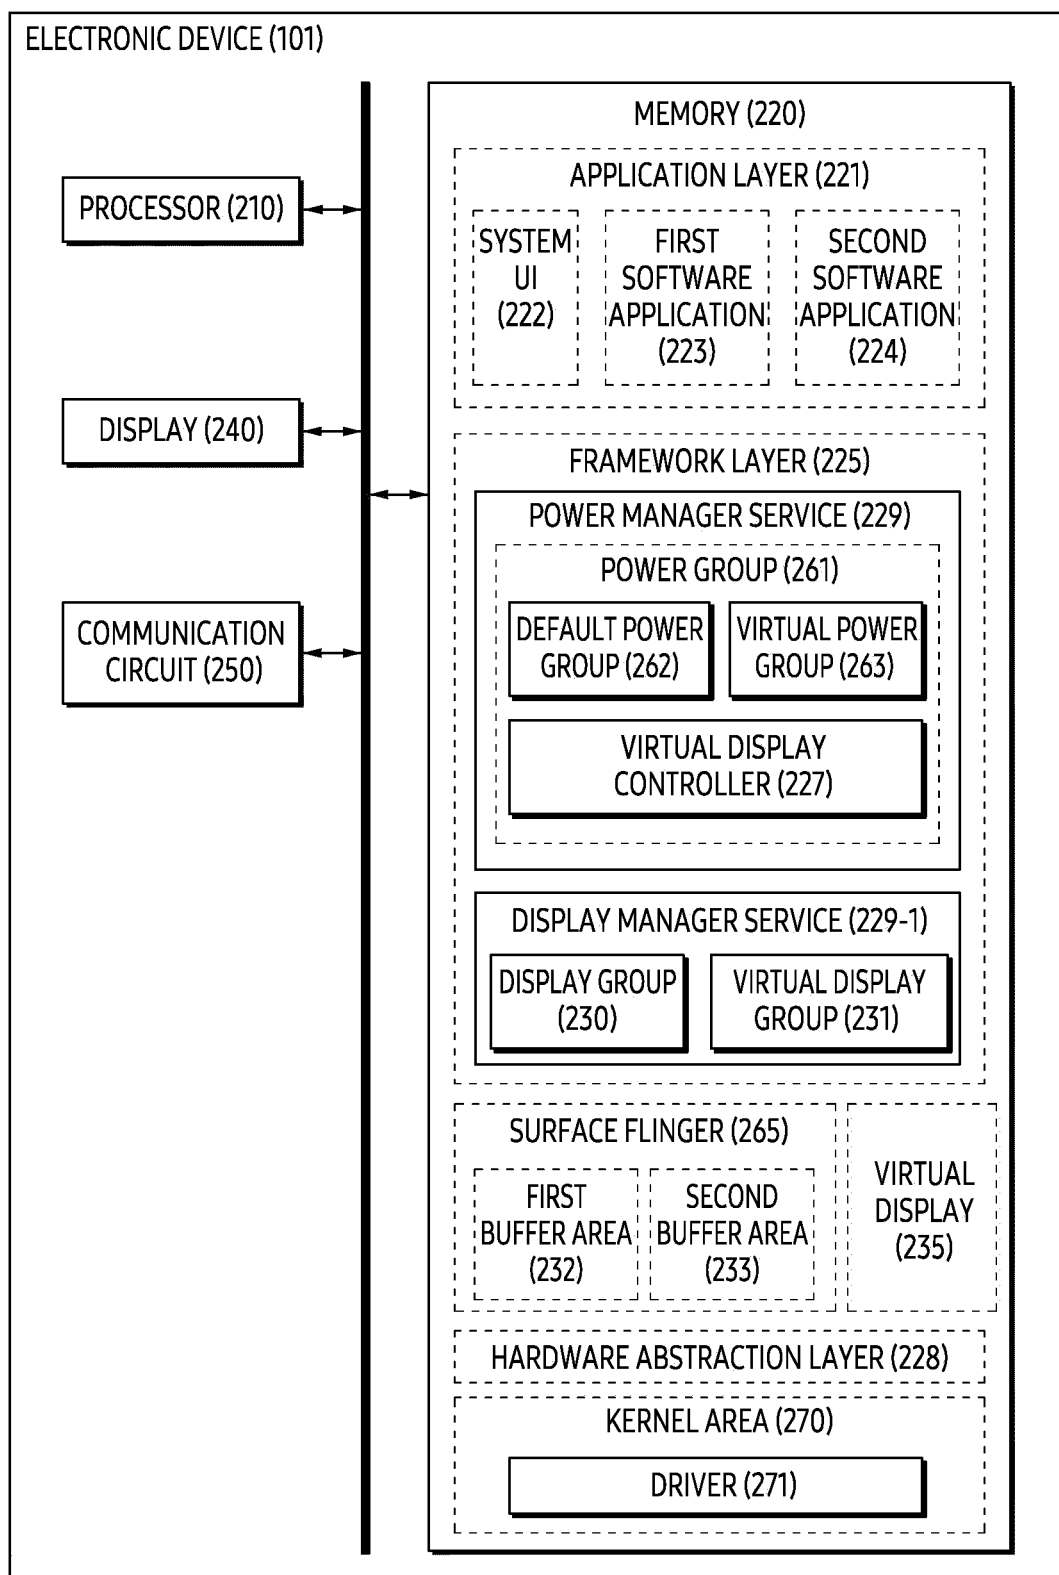 ELECTRONIC DEVICE (101)
PROCESSOR (210)
DISPLAY (240)
COMMUNICATION
CIRCUIT (250)
MEMORY (220)
APPLICATION LAYER (221)
SYSTEM
UI
(222)
FIRST
SOFTWARE
APPLICATION
(223)
SECOND
SOFTWARE
APPLICATION
(224)
FRAMEWORK LAYER (225)
POWER MANAGER SERVICE (229)
POWER GROUP (261)
DEFAULT POWER
GROUP (262)
VIRTUAL POWER
GROUP (263)
VIRTUAL DISPLAY
CONTROLLER (227)
DISPLAY MANAGER SERVICE (229-1)
DISPLAY GROUP
(230)
VIRTUAL DISPLAY
GROUP (231)
SURFACE FLINGER (265)
FIRST
BUFFER AREA
(232)
SECOND
BUFFER AREA
(233)
VIRTUAL
DISPLAY
(235)
HARDWARE ABSTRACTION LAYER (228)
KERNEL AREA (270)
DRIVER (271)